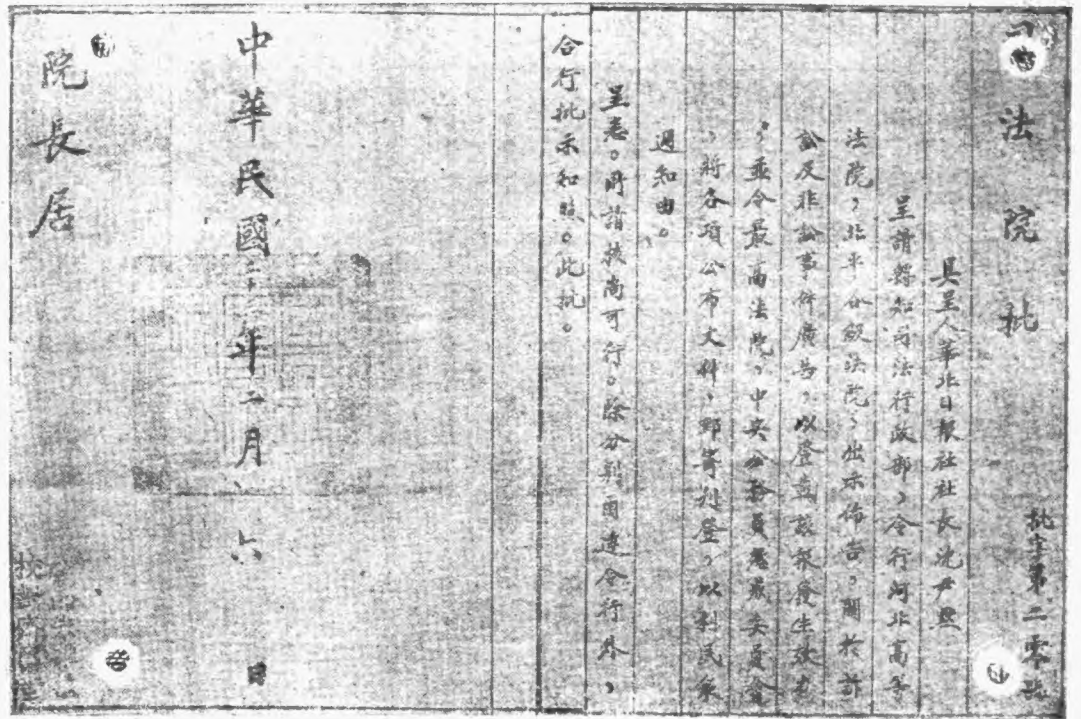 司法院批
批字第二零號
具呈人華北日報社社長沈尹默
呈請轉知司法行政部，令行河北高等
法院，北平分級法院、出示佈告，關於訴
訟及非訟事件廣告，以登載該報發生效力
，並令最高法院、中央公務員懲戒委員會
，將各項公布文料，郵寄刊登，以利民衆
週知由。
呈悉。所請核尚可行。除分別函達令行外，
合行批示知照。此批。
中華民國二十 年二月 六 日
院長居